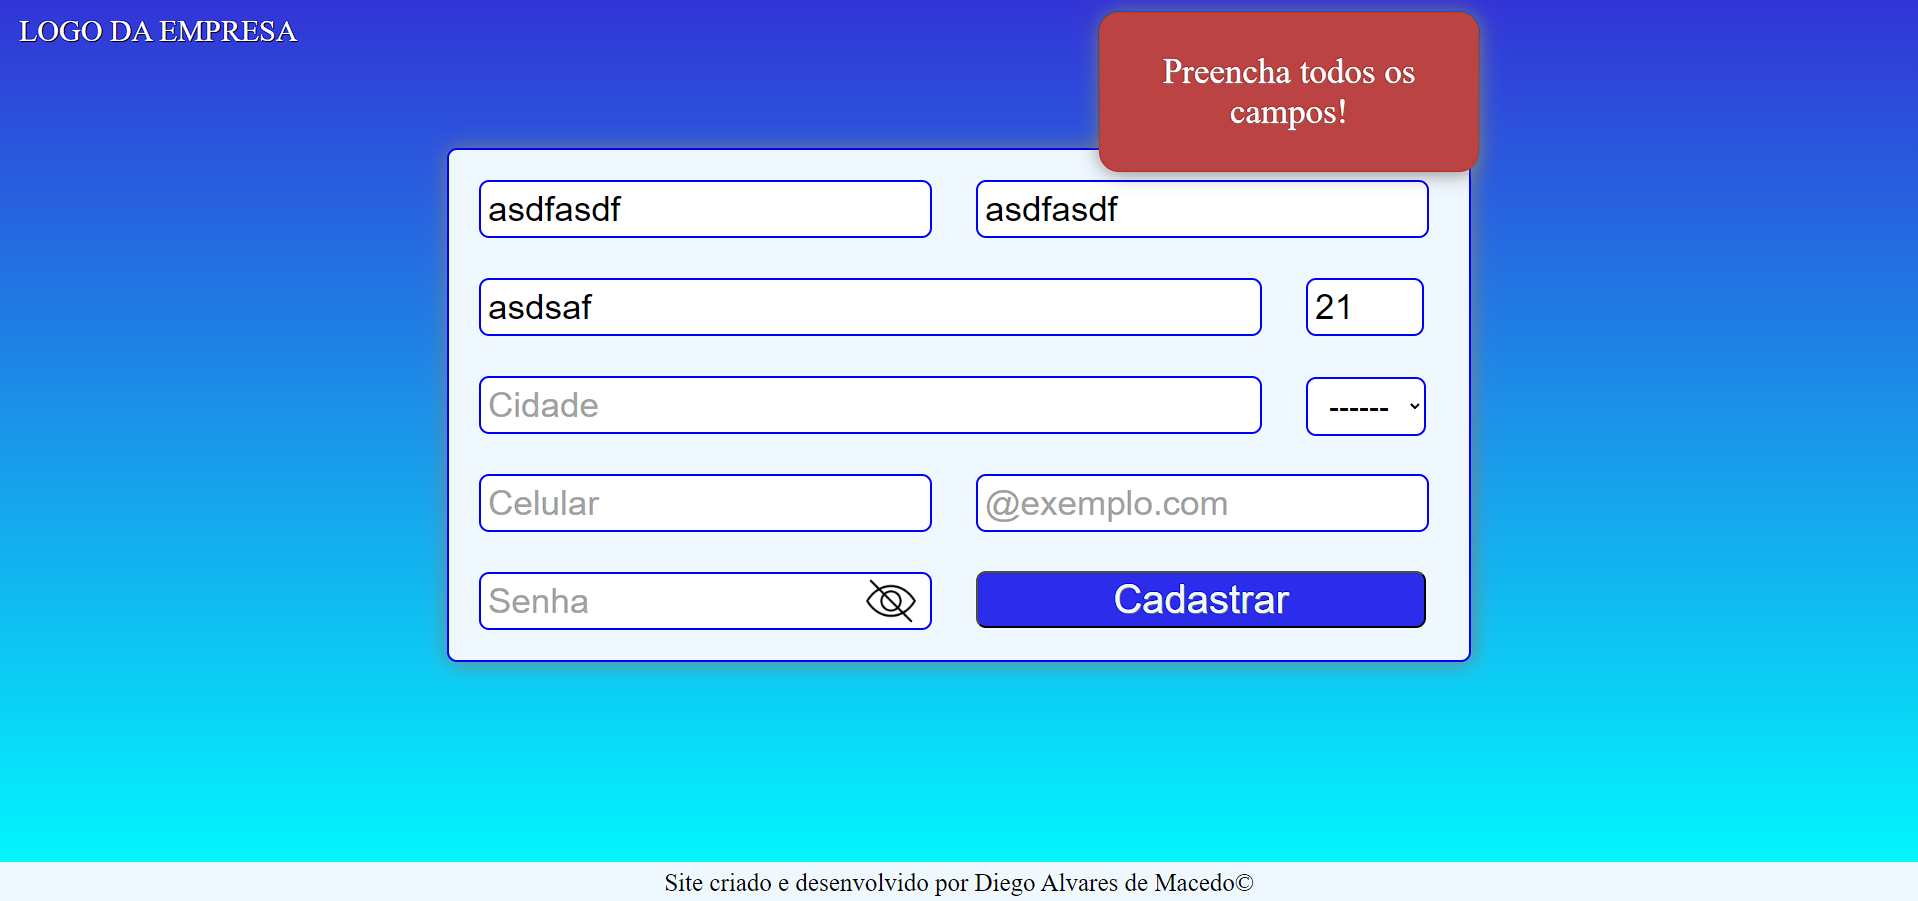 LOGO DA EMPRESA
Preencha todos os
campos!
asdfasdf
asdfasdf
asdsaf
21
Cidade
------
Celular
@exemplo.com
Senha
Cadastrar
Site criado e desenvolvido por Diego Alvares de Macedo©